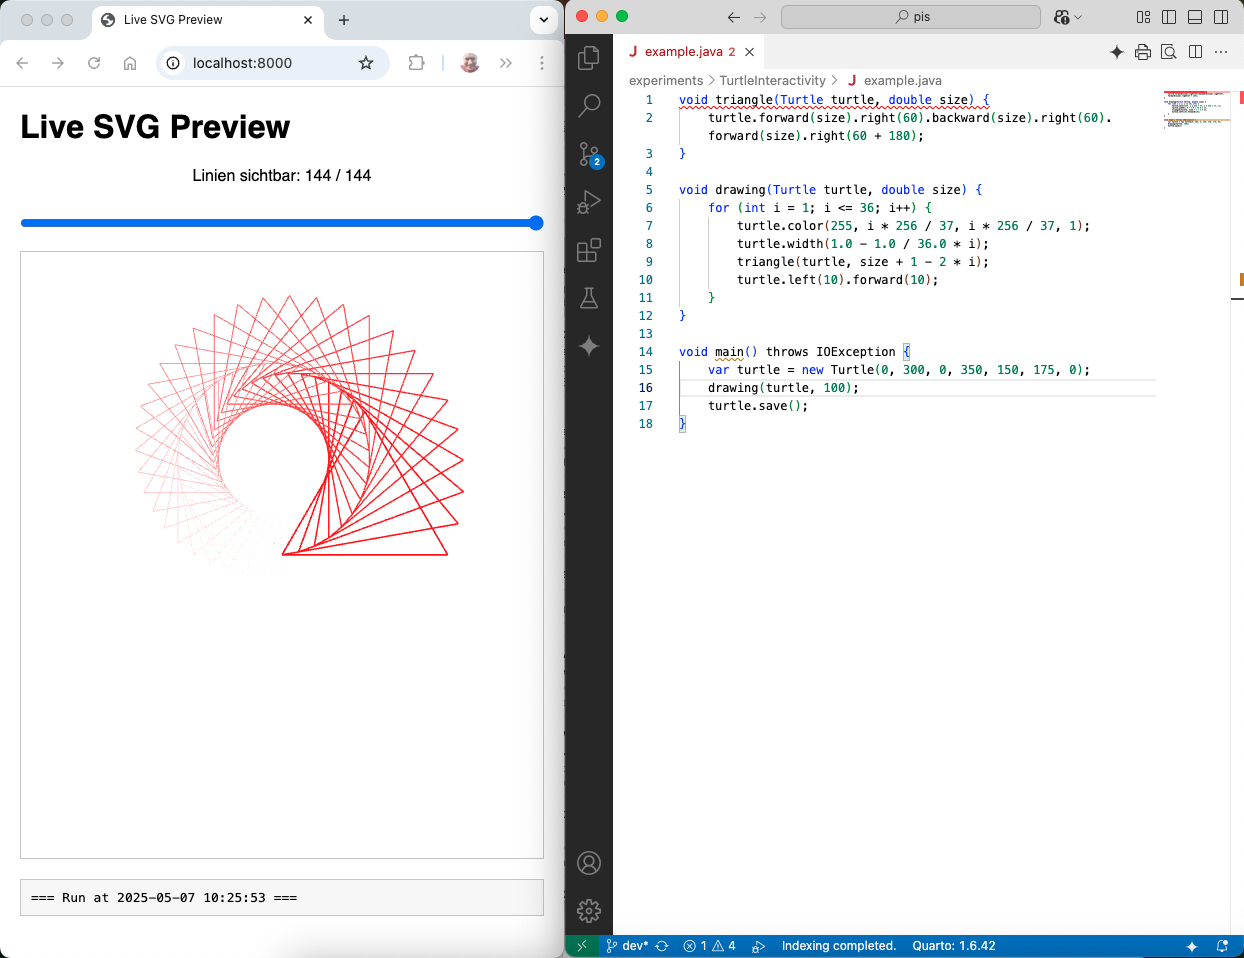 Live SVG Preview
localhost:8000
Live SVG Preview
Linien sichtbar: 144 / 144
=== Run at 2025-05-07 10:25:53 ===
pis
J example.java 2
experiments > TurtleInteractivity > J example.java
1 void triangle(Turtle turtle, double size) {
2 turtle.forward(size).right(60).backward(size).right(60).
forward(size).right(60 + 180);
3 }
4
5 void drawing(Turtle turtle, double size) {
6 for (int i = 1; i <= 36; i++) {
7 turtle.color(255, i * 256 / 37, i * 256 / 37, 1);
8 turtle.width(1.0 - 1.0 / 36.0 * i);
9 triangle(turtle, size + 1 - 2 * i);
10 turtle.left(10).forward(10);
11 }
12 }
13
14 void main() throws IOException {
15 var turtle = new Turtle(0, 300, 0, 350, 150, 175, 0);
16 drawing(turtle, 100);
17 turtle.save();
18 }
2
dev* 1 4 Indexing completed. Quarto: 1.6.42